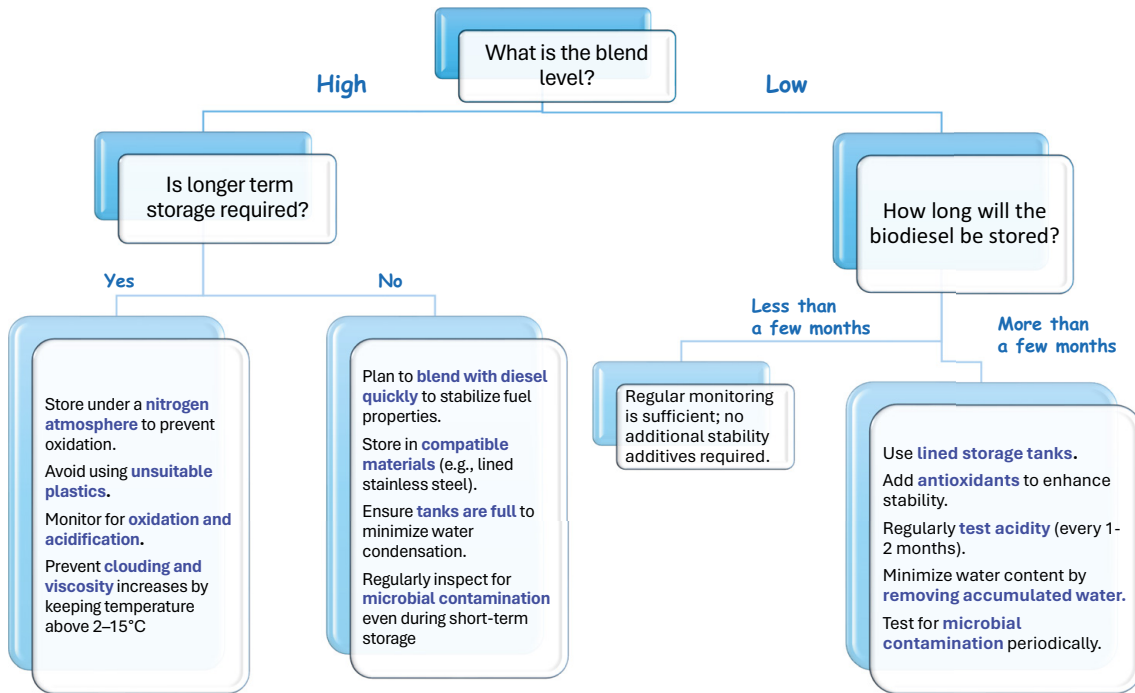 What is the blend
level?
High
Low
Is longer term
storage required?
How long will the
biodiesel be stored?
Yes
No
Less than
a few months
More than
a few months
Store under a nitrogen
atmosphere to prevent
oxidation.
Avoid using unsuitable
plastics.
Monitor for oxidation and
acidification.
Prevent clouding and
viscosity increases by
keeping temperature
above 2–15°C
Plan to blend with diesel
quickly to stabilize fuel
properties.
Store in compatible
materials (e.g., lined
stainless steel).
Ensure tanks are full to
minimize water
condensation.
Regularly inspect for
microbial contamination
even during short-term
storage
Regular monitoring
is sufficient; no
additional stability
additives required.
Use lined storage tanks.
Add antioxidants to enhance
stability.
Regularly test acidity (every 1-
2 months).
Minimize water content by
removing accumulated water.
Test for microbial
contamination periodically.